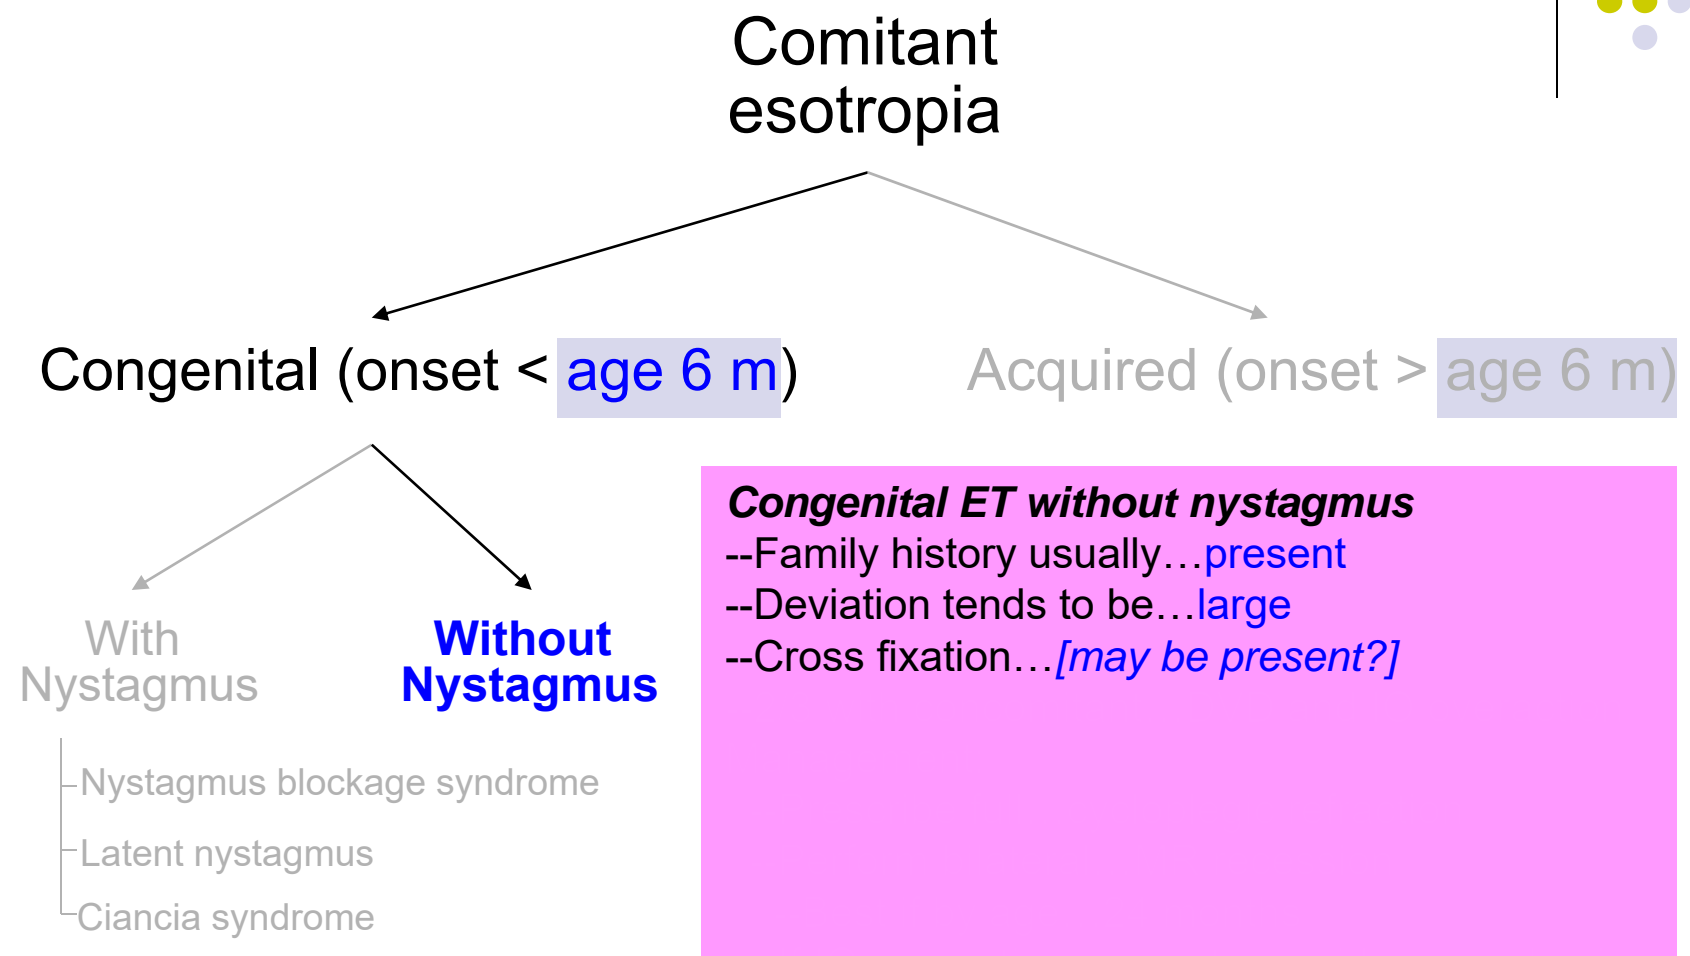 Comitant
esotropia
Congenital (onset < age 6 m)
Acquired (onset > age 6 m)
With
Nystagmus
Without
Nystagmus
Nystagmus blockage syndrome
Latent nystagmus
Ciancia syndrome
Congenital ET without nystagmus
--Family history usually…present
--Deviation tends to be…large
--Cross fixation…[may be present?]